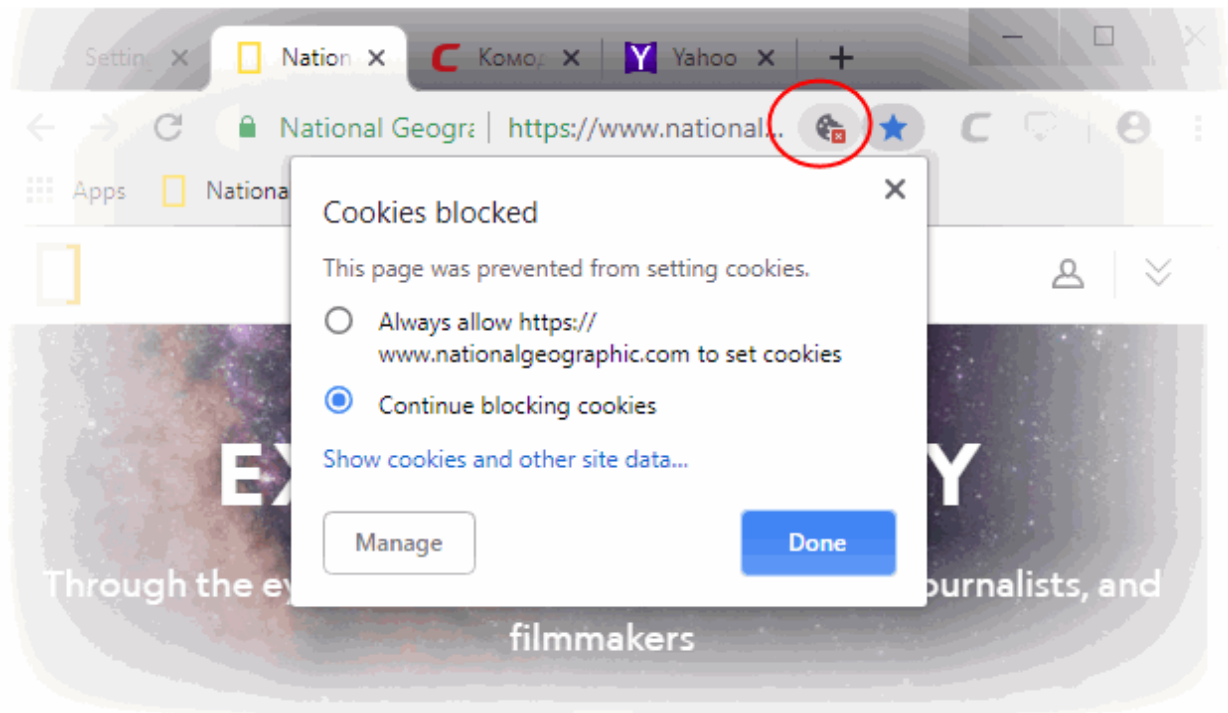 Settin
Nation
Комод
Yahoo
National Geogra
https://www.national...
Apps
Nationa
Cookies blocked
This page was prevented from setting cookies.
Always allow https://
www.nationalgeographic.com to set cookies
Continue blocking cookies
Show cookies and other site data...
Manage
Done
EX
Y
Through the ey
ournalists, and
filmmakers